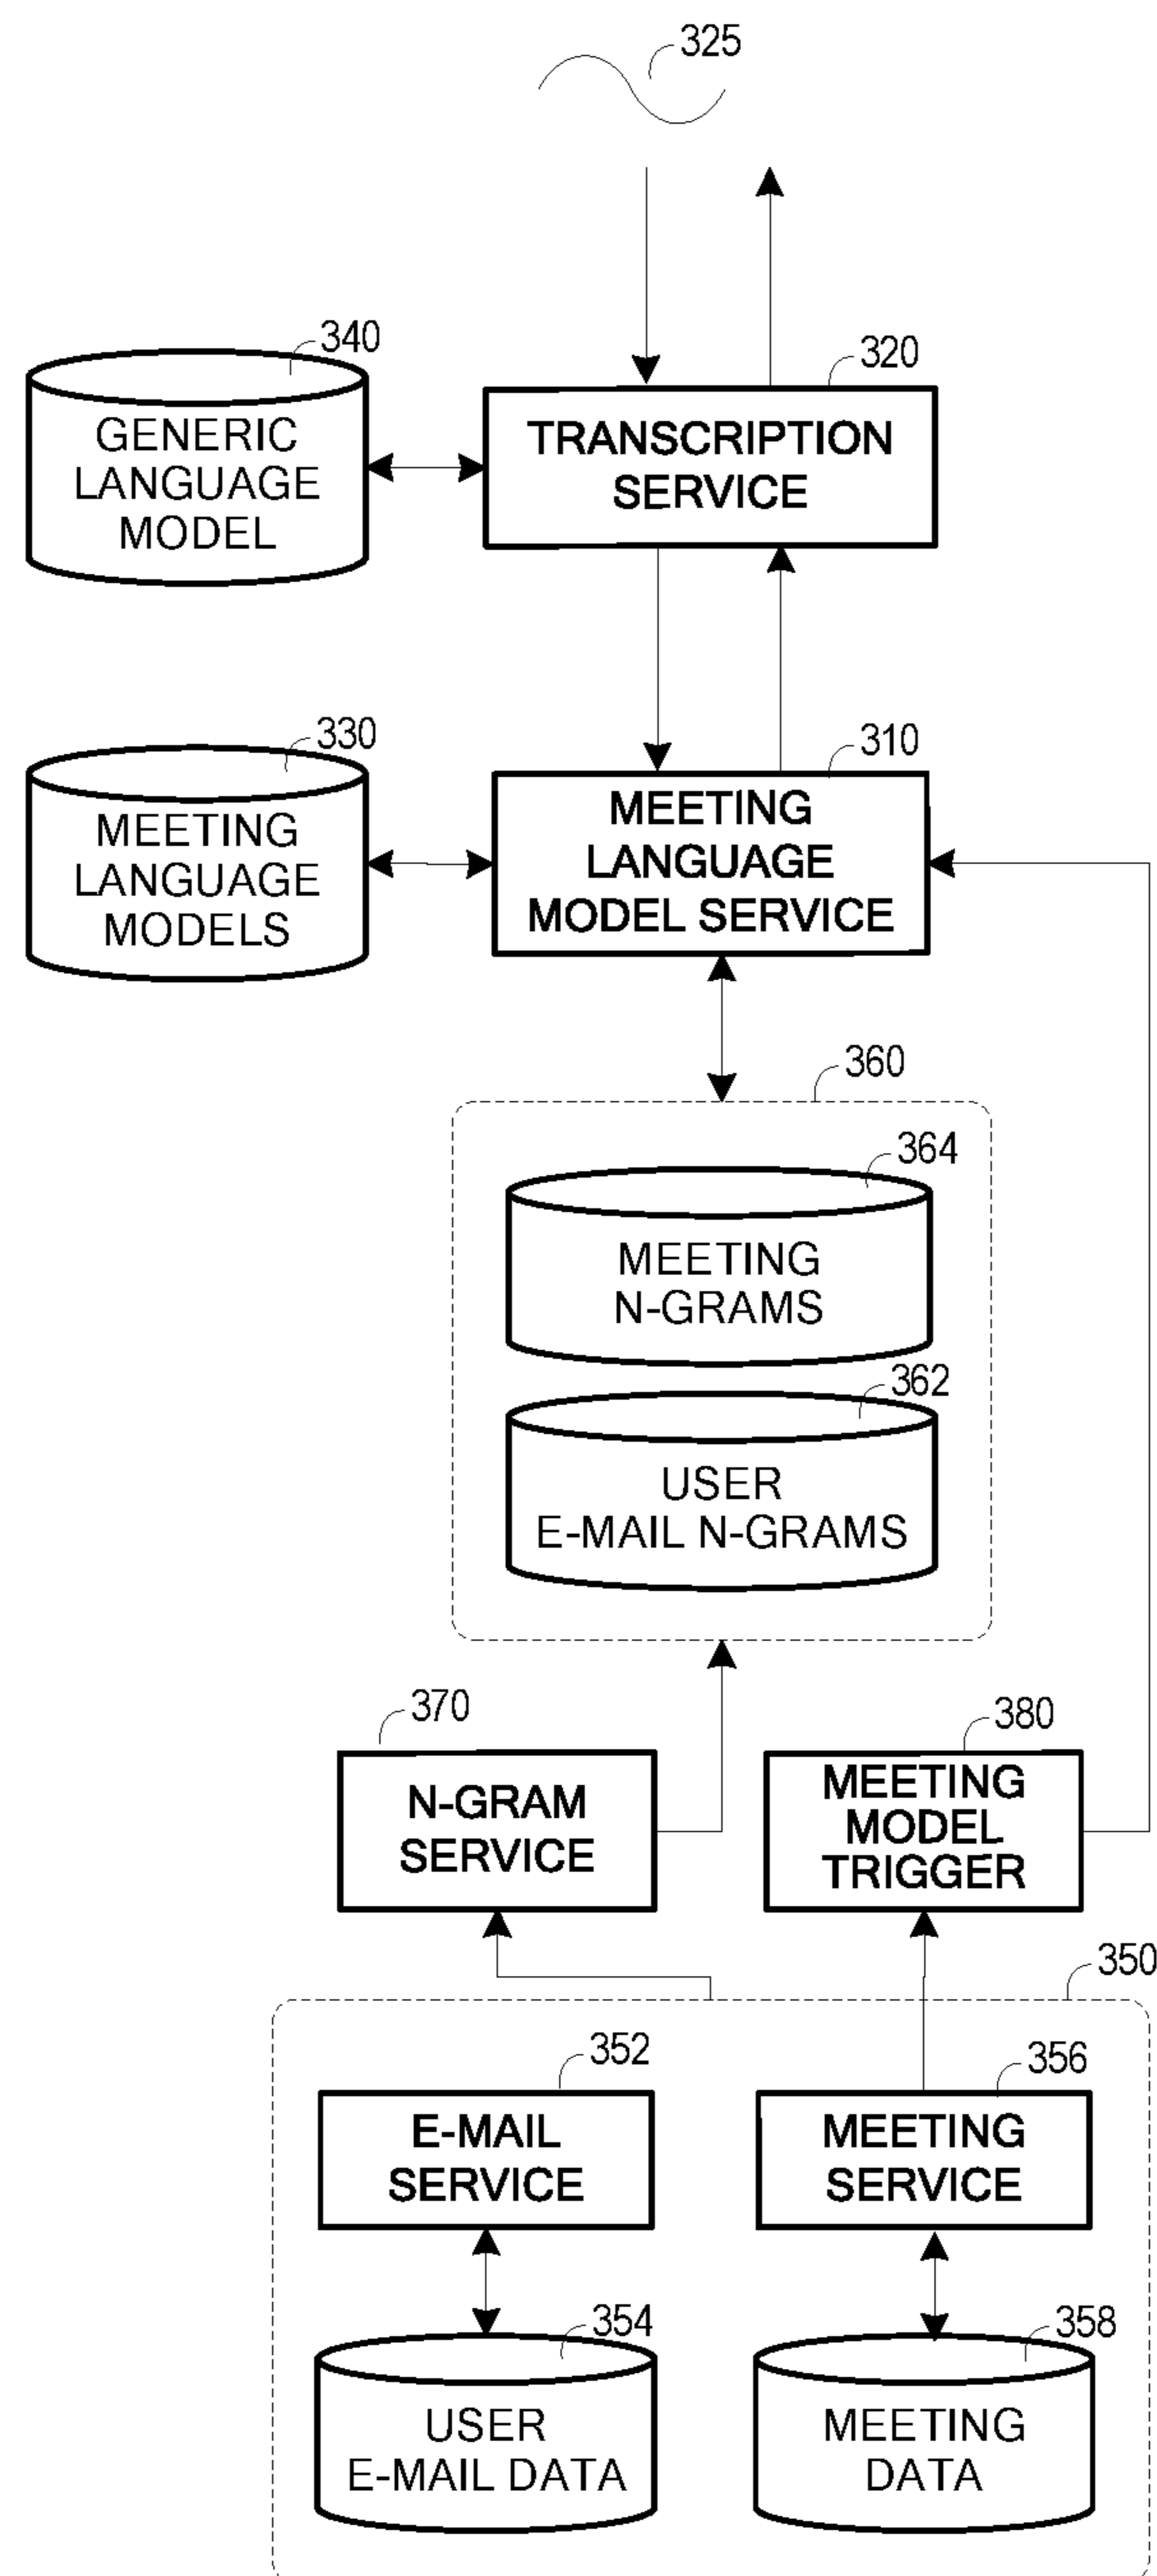 325
340
GENERIC
LANGUAGE
MODEL
320
TRANSCRIPTION
SERVICE
330
MEETING
LANGUAGE
MODELS
310
MEETING
LANGUAGE
MODEL SERVICE
360
364
MEETING
N-GRAMS
362
USER
E-MAIL N-GRAMS
370
N-GRAM
SERVICE
380
MEETING
MODEL
TRIGGER
350
352
E-MAIL
SERVICE
356
MEETING
SERVICE
354
USER
E-MAIL DATA
358
MEETING
DATA